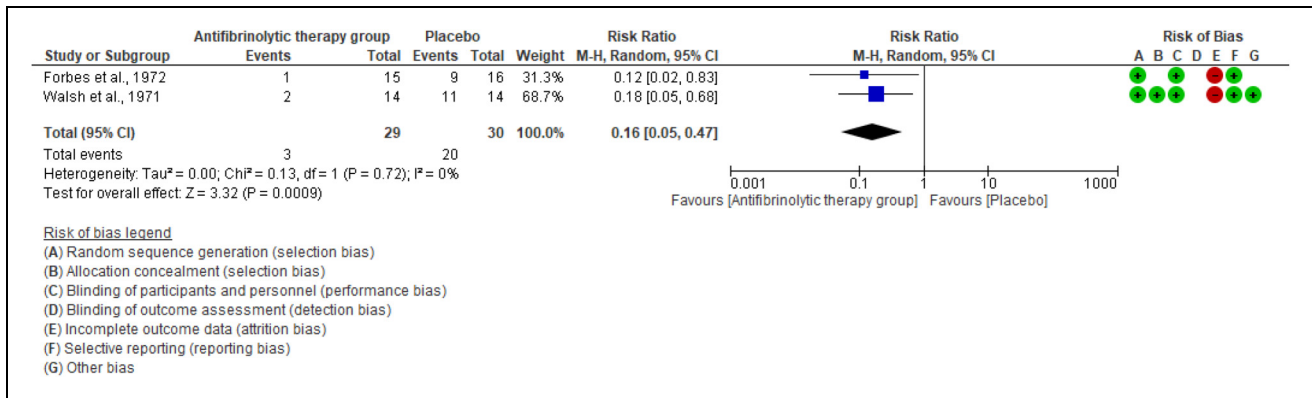 Antifibrinolytic therapy group Placebo Risk Ratio Risk Ratio Risk of Bias
Study or Subgroup Events Total Events Total Weight M-H, Random, 95% CI M-H, Random, 95% CI A B C D E F G
Forbes et al., 1972 1 15 9 16 31.3% 0.12 [0.02, 0.83] + + - +
Walsh et al., 1971 2 14 11 14 68.7% 0.18 [0.05, 0.68] + + + - + +
Total (95% CI) 29 30 100.0% 0.16 [0.05, 0.47]
Total events 3 20
Heterogeneity: Tau² = 0.00; Chi² = 0.13, df = 1 (P = 0.72); I² = 0%
Test for overall effect: Z = 3.32 (P = 0.0009)
0.001 0.1 1 10 1000
Favours [Antifibrinolytic therapy group] Favours [Placebo]
Risk of bias legend
(A) Random sequence generation (selection bias)
(B) Allocation concealment (selection bias)
(C) Blinding of participants and personnel (performance bias)
(D) Blinding of outcome assessment (detection bias)
(E) Incomplete outcome data (attrition bias)
(F) Selective reporting (reporting bias)
(G) Other bias